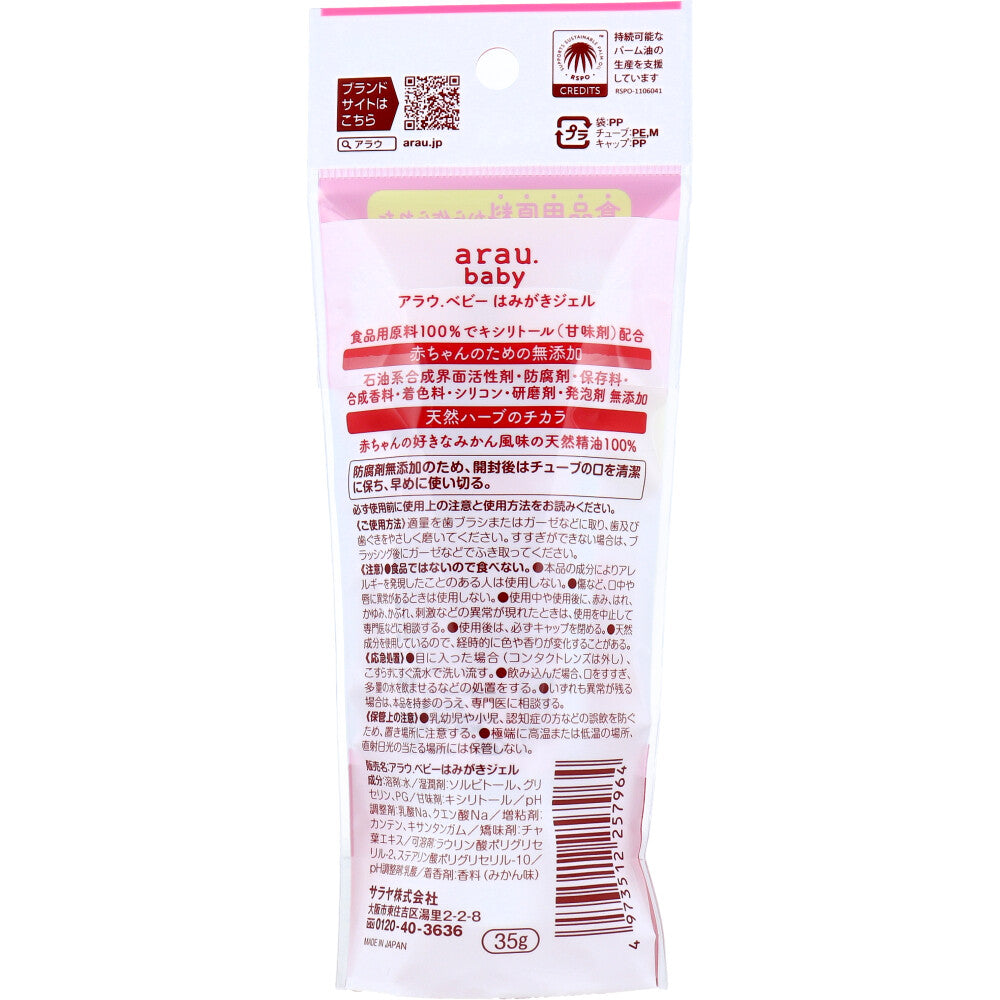 ブランド
サイトは
こちら
アラウ
arau.jp
SUPPORTS SUSTAINABLE PALM OIL
RSPO
CREDITS
持続可能な
パーム油の
生産を支援
しています
RSPO-1106041
プラ
袋:PP
チューブ:PE,M
キャップ:PP
arau.
baby
アラウ.ベビー はみがきジェル
食品用原料100%でキシリトール(甘味剤)配合
赤ちゃんのための無添加
石油系合成界面活性剤・防腐剤・保存料・
合成香料・着色料・シリコン・研磨剤・発泡剤 無添加
天然ハーブのチカラ
赤ちゃんの好きなみかん風味の天然精油100%
防腐剤無添加のため、開封後はチューブの口を清潔
に保ち、早めに使い切る。
必ず使用前に使用上の注意と使用方法をお読みください。
《ご使用方法》適量を歯ブラシまたはガーゼなどに取り、歯及び
歯ぐきをやさしく磨いてください。すすぎができない場合は、ブ
ラッシング後にガーゼなどでふき取ってください。
《注意》●食品ではないので食べない。●本品の成分によりアレ
ルギーを発現したことのある人は使用しない。●傷など、口中や
唇に異常があるときは使用しない。●使用中や使用後に、赤み、はれ、
かゆみ、かぶれ、刺激などの異常が現れたときは、使用を中止して
専門医などに相談する。●使用後は、必ずキャップを閉める。●天然
成分を使用しているので、経時的に色や香りが変化することがある。
《応急処置》●目に入った場合(コンタクトレンズは外し)、
こすらずにすぐ流水で洗い流す。●飲み込んだ場合、口をすすぎ、
多量の水を飲ませるなどの処置をする。●いずれも異常が残る
場合は、本品を持参のうえ、専門医に相談する。
《保管上の注意》●乳幼児や小児、認知症の方などの誤飲を防ぐ
ため、置き場所に注意する。●極端に高温または低温の場所、
直射日光の当たる場所には保管しない。
販売名:アラウ.ベビーはみがきジェル
成分:溶剤:水/湿潤剤:ソルビトール、グリ
セリン、PG/甘味剤:キシリトール/pH
調整剤:乳酸Na、クエン酸Na/増粘剤:
カンテン、キサンタンガム/矯味剤:チャ
葉エキス/可溶剤:ラウリン酸ポリグリセ
リル-2、ステアリン酸ポリグリセリル-10/
pH調整剤:乳酸/着香剤:香料(みかん味)
サラヤ株式会社
大阪市東住吉区湯里2-2-8
0120-40-3636
MADE IN JAPAN
35g
4973512257964